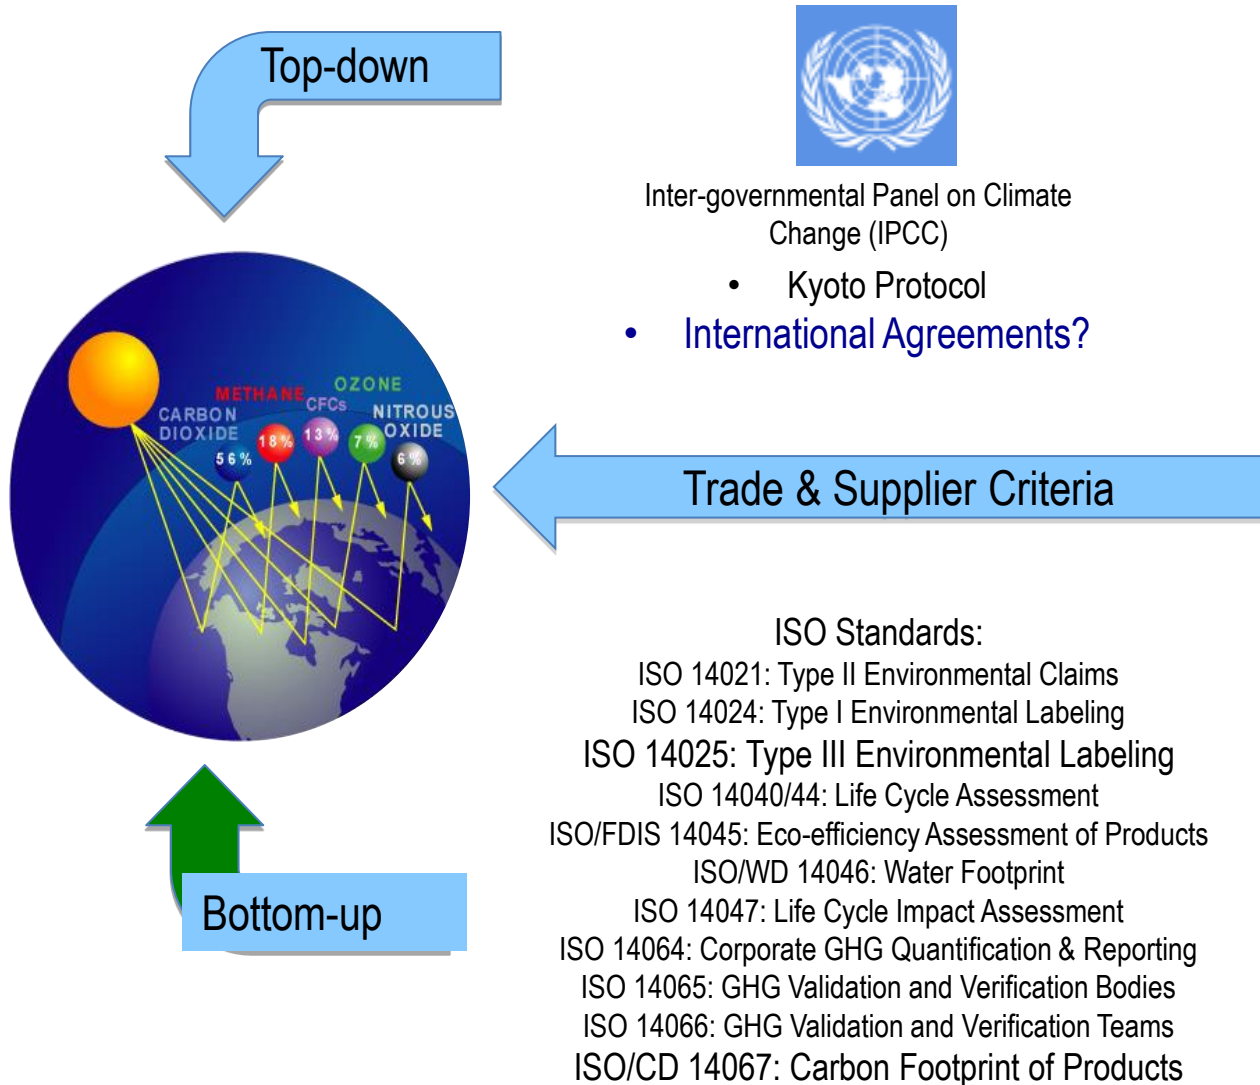 Top-down
Inter-governmental Panel on Climate
Change (IPCC)
• Kyoto Protocol
• International Agreements?
METHANE
OZONE
CARBON
DIOXIDE
CFCs
NITROUS
OXIDE
56%
18%
13%
7%
6%
Trade & Supplier Criteria
ISO Standards:
ISO 14021: Type II Environmental Claims
ISO 14024: Type I Environmental Labeling
ISO 14025: Type III Environmental Labeling
ISO 14040/44: Life Cycle Assessment
ISO/FDIS 14045: Eco-efficiency Assessment of Products
ISO/WD 14046: Water Footprint
ISO 14047: Life Cycle Impact Assessment
ISO 14064: Corporate GHG Quantification & Reporting
ISO 14065: GHG Validation and Verification Bodies
ISO 14066: GHG Validation and Verification Teams
ISO/CD 14067: Carbon Footprint of Products
Bottom-up